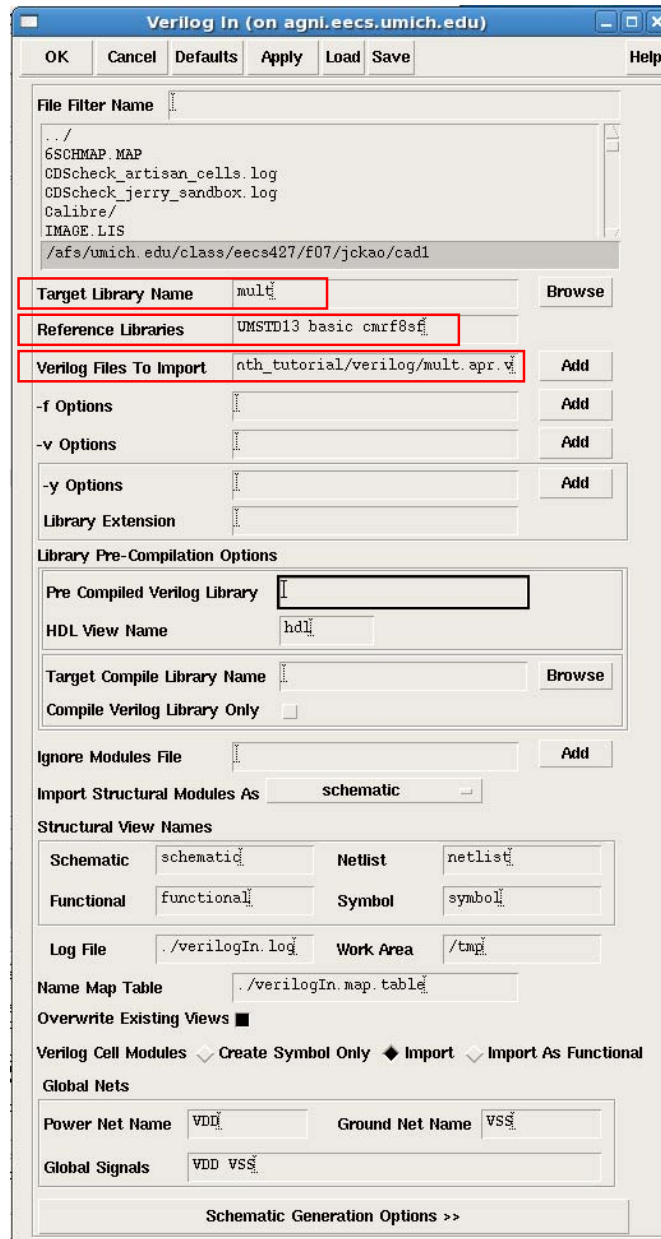 Verilog In (on agni.eecs.umich.edu)
OK Cancel Defaults Apply Load Save Help
File Filter Name
../
6SCHMAP.MAP
CDScheck_artisan_cells.log
CDScheck_jerry_sandbox.log
Calibre/
IMAGE.LIS
/afs/umich.edu/class/eecs427/f07/jckao/cad1
Target Library Name mult Browse
Reference Libraries UMSTD13 basic cmrf8sf
Verilog Files To Import nth_tutorial/verilog/mult.apr.v Add
-f Options Add
-v Options Add
-y Options Add
Library Extension
Library Pre-Compilation Options
Pre Compiled Verilog Library
HDL View Name hdl
Target Compile Library Name Browse
Compile Verilog Library Only
Ignore Modules File Add
Import Structural Modules As schematic
Structural View Names
Schematic schematic Netlist netlist
Functional functional Symbol symbol
Log File ./verilogIn.log Work Area /tmp
Name Map Table ./verilogIn.map.table
Overwrite Existing Views
Verilog Cell Modules Create Symbol Only Import Import As Functional
Global Nets
Power Net Name VDD Ground Net Name VSS
Global Signals VDD VSS
Schematic Generation Options >>